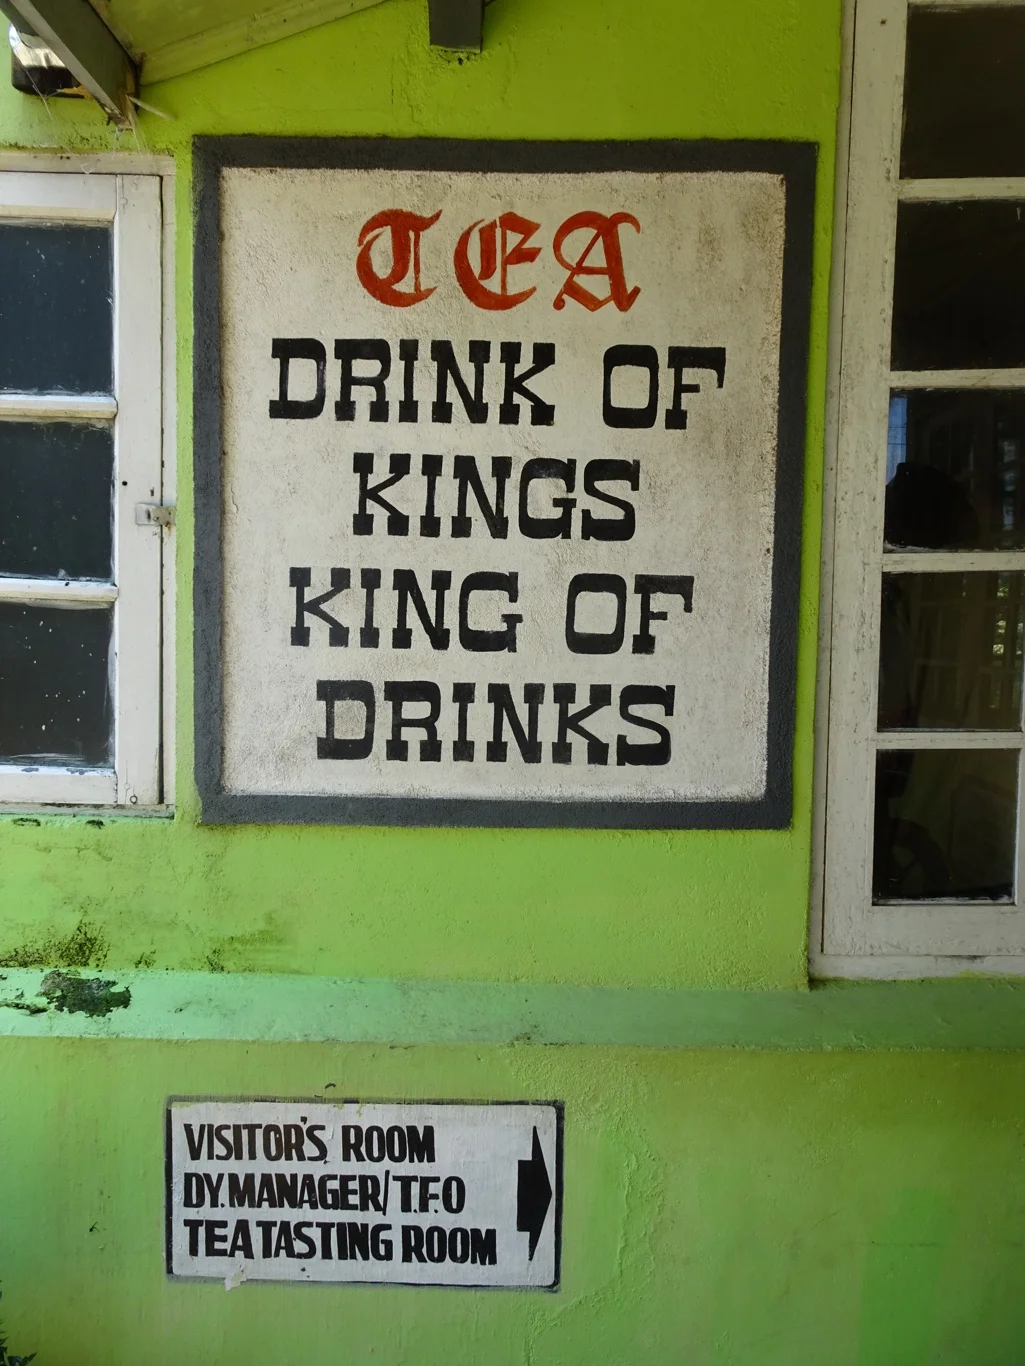 TEA
DRINK OF
KINGS
KING OF
DRINKS
VISITOR'S ROOM
DY.MANAGER/T.F.O
TEA TASTING ROOM